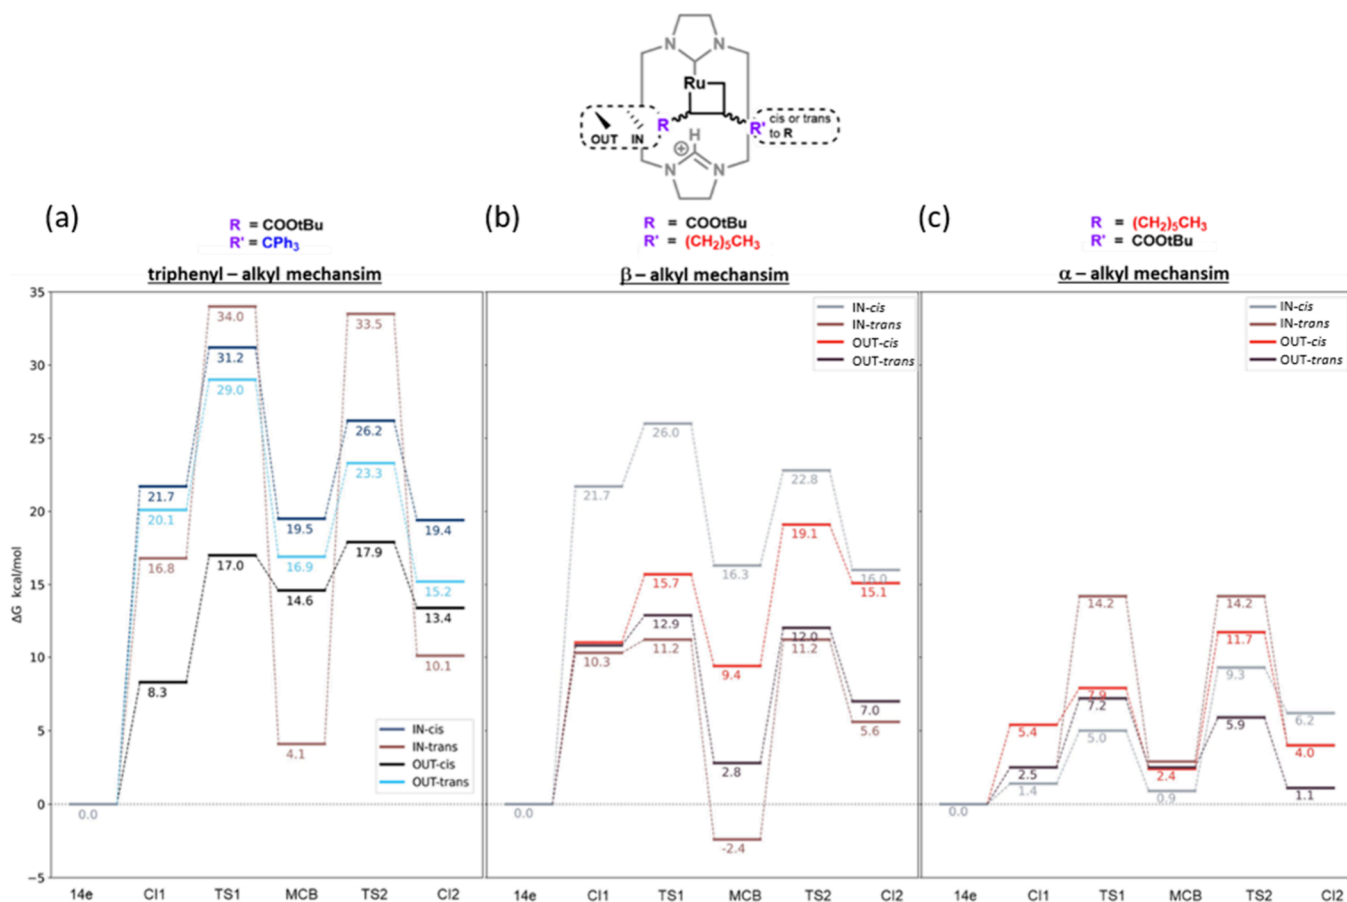 N
N
Ru
R
R'
cis or trans
to R
OUT
IN
H
⊕
N
N
(a)
R = COOtBu
R' = CPh3
triphenyl – alkyl mechansim
(b)
R = COOtBu
R' = (CH2)5CH3
β – alkyl mechansim
(c)
R = (CH2)5CH3
R' = COOtBu
α – alkyl mechansim
ΔG kcal/mol
35
30
25
20
15
10
5
0
−5
0.0
21.7
20.1
16.8
8.3
34.0
31.2
29.0
17.0
19.5
16.9
14.6
4.1
33.5
26.2
23.3
17.9
19.4
15.2
13.4
10.1
IN-cis
IN-trans
OUT-cis
OUT-trans
14e
CI1
TS1
MCB
TS2
CI2
IN-cis
IN-trans
OUT-cis
OUT-trans
0.0
21.7
10.3
26.0
15.7
12.9
11.2
16.3
9.4
2.8
-2.4
22.8
19.1
12.0
11.2
16.0
15.1
7.0
5.6
14e
CI1
TS1
MCB
TS2
CI2
IN-cis
IN-trans
OUT-cis
OUT-trans
0.0
5.4
2.5
1.4
14.2
7.9
7.2
5.0
2.4
0.9
14.2
11.7
9.3
5.9
6.2
4.0
1.1
14e
CI1
TS1
MCB
TS2
CI2